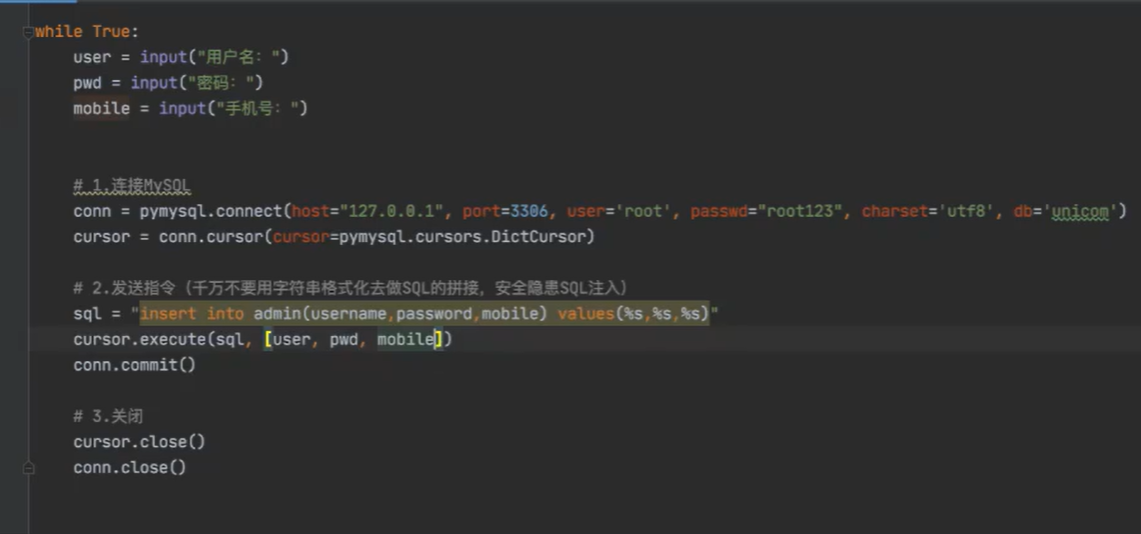 while True:
    user = input("用户名：")
    pwd = input("密码：")
    mobile = input("手机号：")
    # 1.连接MySQL
    conn = pymysql.connect(host="127.0.0.1", port=3306, user='root', passwd="root123", charset='utf8', db='unicom')
    cursor = conn.cursor(cursor=pymysql.cursors.DictCursor)
    # 2.发送指令（千万不要用字符串格式化去做SQL的拼接，安全隐患SQL注入）
    sql = "insert into admin(username,password,mobile) values(%s,%s,%s)"
    cursor.execute(sql, [user, pwd, mobile])
    conn.commit()
    # 3.关闭
    cursor.close()
    conn.close()